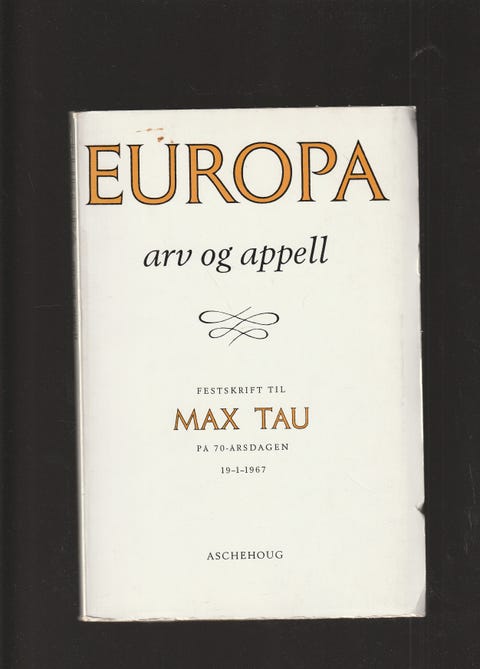 EUROPA
arv og appell
FESTSKRIFT TIL
MAX TAU
PÅ 70-ÅRSDAGEN
19-1-1967
ASCHEHOUG